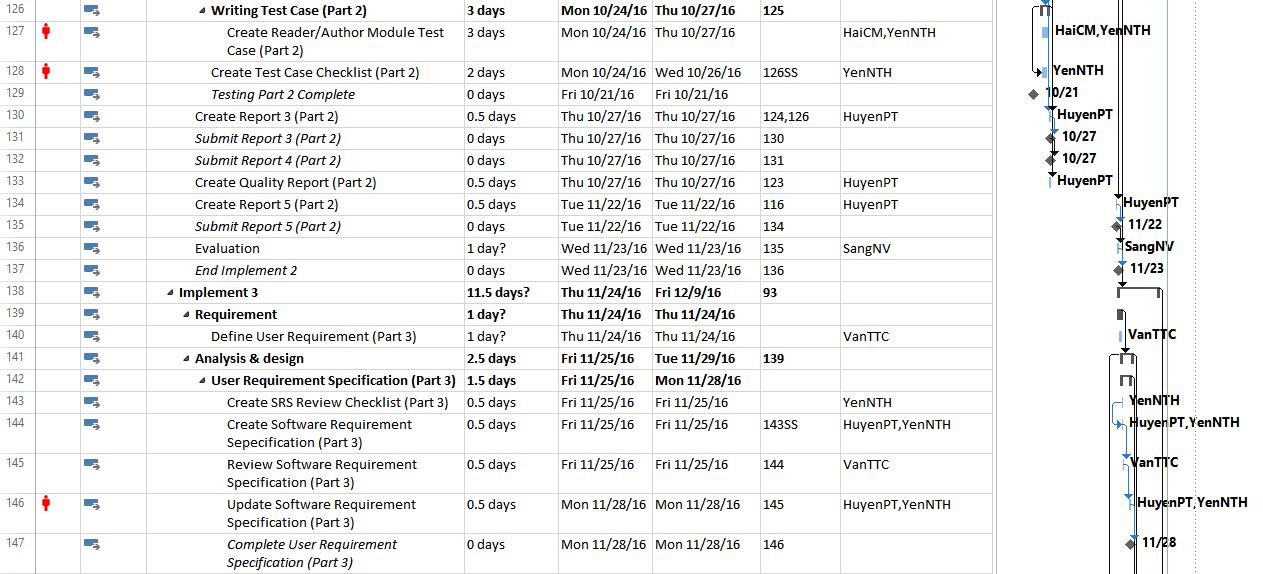 126 Writing Test Case (Part 2) 3 days Mon 10/24/16 Thu 10/27/16 125
127 Create Reader/Author Module Test 3 days Mon 10/24/16 Thu 10/27/16 HaiCM,YenNTH HaiCM,YenNTH
Case (Part 2)
128 Create Test Case Checklist (Part 2) 2 days Mon 10/24/16 Wed 10/26/16 126SS YenNTH YenNTH
129 Testing Part 2 Complete 0 days Fri 10/21/16 Fri 10/21/16 10/21
130 Create Report 3 (Part 2) 0.5 days Thu 10/27/16 Thu 10/27/16 124,126 HuyenPT HuyenPT
131 Submit Report 3 (Part 2) 0 days Thu 10/27/16 Thu 10/27/16 130 10/27
132 Submit Report 4 (Part 2) 0 days Thu 10/27/16 Thu 10/27/16 131 10/27
133 Create Quality Report (Part 2) 0.5 days Thu 10/27/16 Thu 10/27/16 123 HuyenPT HuyenPT
134 Create Report 5 (Part 2) 0.5 days Tue 11/22/16 Tue 11/22/16 116 HuyenPT HuyenPT
135 Submit Report 5 (Part 2) 0 days Tue 11/22/16 Tue 11/22/16 134 11/22
136 Evaluation 1 day? Wed 11/23/16 Wed 11/23/16 135 SangNV SangNV
137 End Implement 2 0 days Wed 11/23/16 Wed 11/23/16 136 11/23
138 Implement 3 11.5 days? Thu 11/24/16 Fri 12/9/16 93
139 Requirement 1 day? Thu 11/24/16 Thu 11/24/16
140 Define User Requirement (Part 3) 1 day? Thu 11/24/16 Thu 11/24/16 VanTTC VanTTC
141 Analysis & design 2.5 days Fri 11/25/16 Tue 11/29/16 139
142 User Requirement Specification (Part 3) 1.5 days Fri 11/25/16 Mon 11/28/16
143 Create SRS Review Checklist (Part 3) 0.5 days Fri 11/25/16 Fri 11/25/16 YenNTH YenNTH
144 Create Software Requirement 0.5 days Fri 11/25/16 Fri 11/25/16 143SS HuyenPT,YenNTH HuyenPT,YenNTH
Sepecification (Part 3)
145 Review Software Requirement 0.5 days Fri 11/25/16 Fri 11/25/16 144 VanTTC VanTTC
Specification (Part 3)
146 Update Software Requirement 0.5 days Mon 11/28/16 Mon 11/28/16 145 HuyenPT,YenNTH HuyenPT,YenNTH
Specification (Part 3)
147 Complete User Requirement 0 days Mon 11/28/16 Mon 11/28/16 146 11/28
Specification (Part 3)